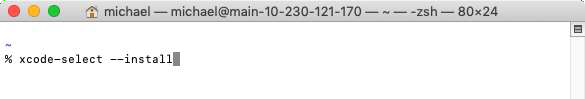 michael — michael@main-10-230-121-170 — ~ — -zsh — 80×24
~
% xcode-select --install